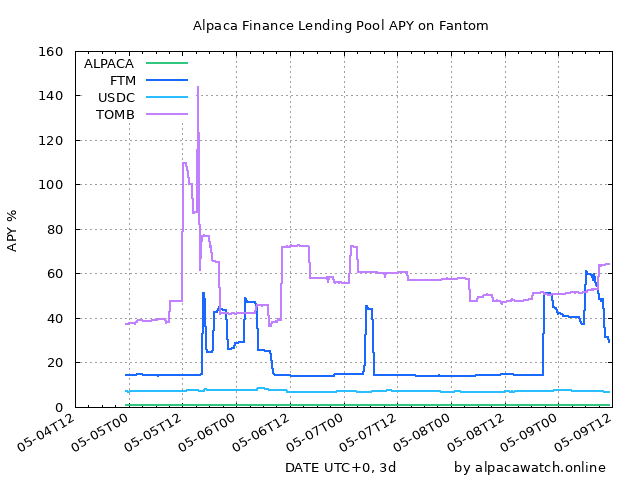 Alpaca Finance Lending Pool APY on Fantom
160
140
120
100
80
60
40
20
0
APY %
ALPACA
FTM
USDC
TOMB
05-04T12
05-05T00
05-05T12
05-06T00
05-06T12
05-07T00
05-07T12
05-08T00
05-08T12
05-09T00
05-09T12
DATE UTC+0, 3d
by alpacawatch.online